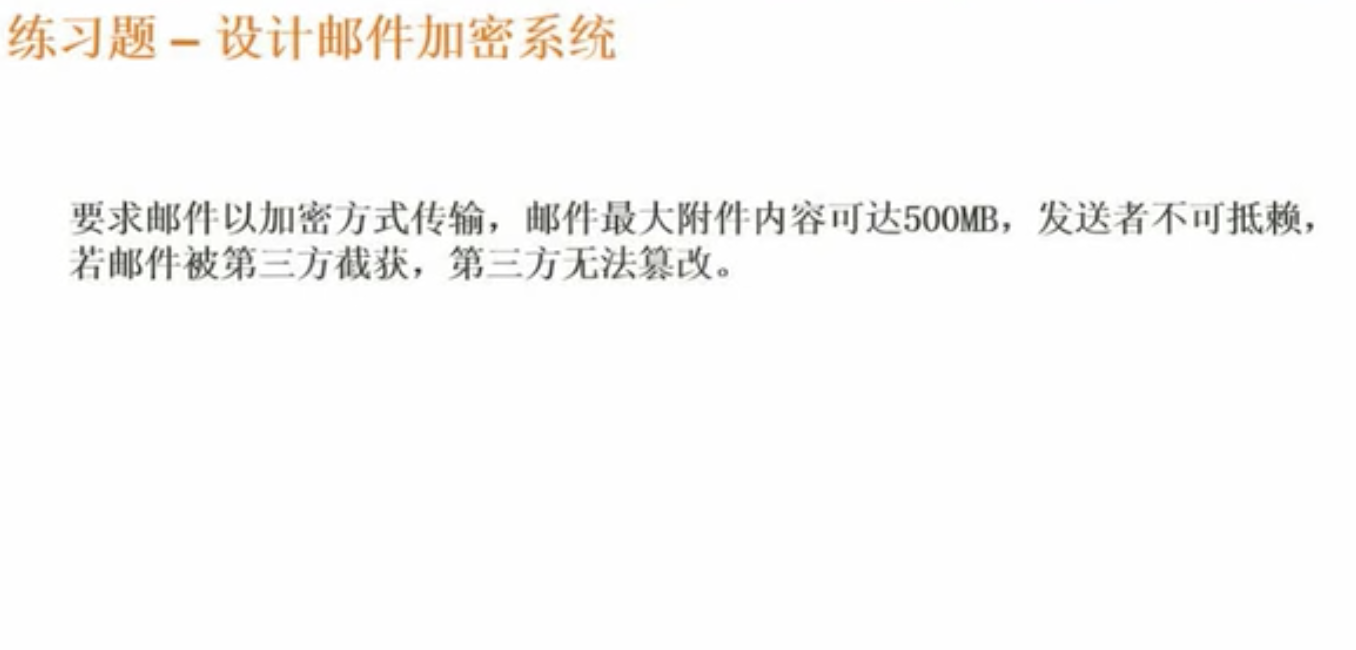 练习题 – 设计邮件加密系统
要求邮件以加密方式传输，邮件最大附件内容可达500MB，发送者不可抵赖，
若邮件被第三方截获，第三方无法篡改。